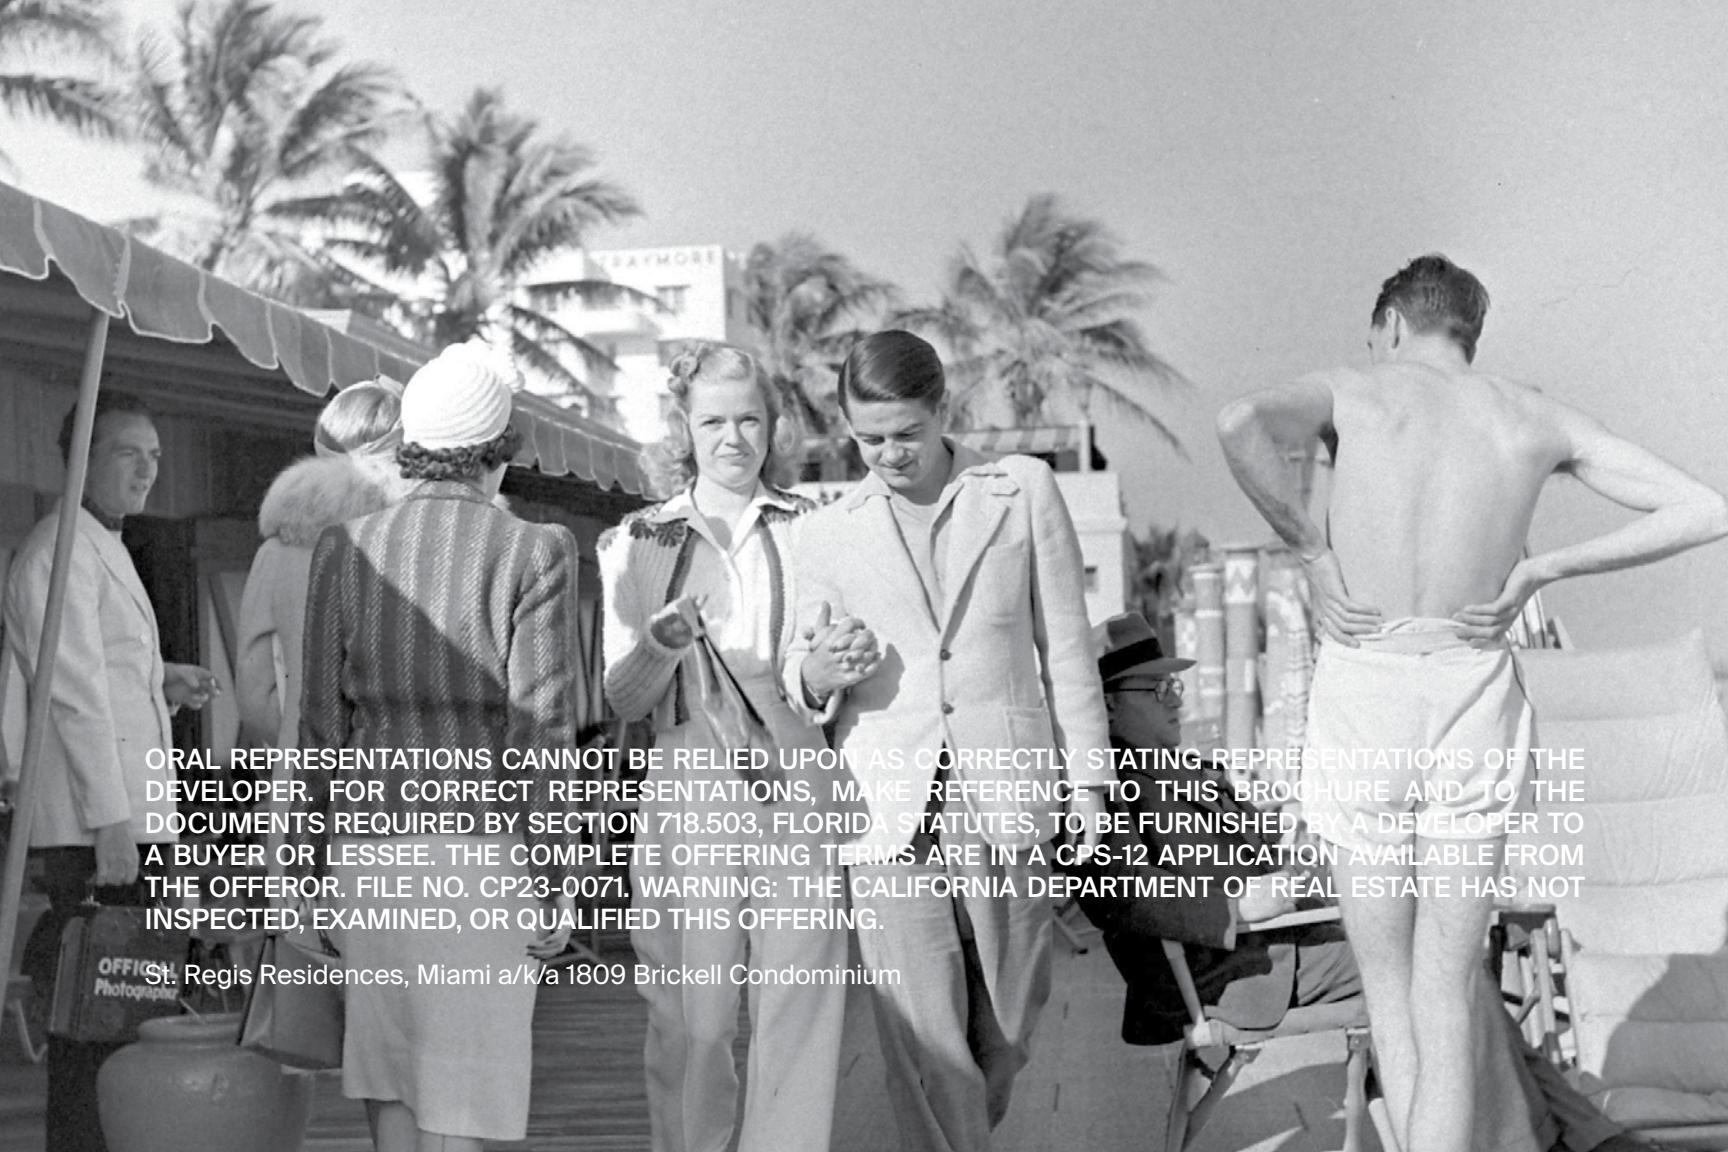 RAYMORE
ORAL REPRESENTATIONS CANNOT BE RELIED UPON AS CORRECTLY STATING REPRESENTATIONS OF THE
DEVELOPER. FOR CORRECT REPRESENTATIONS, MAKE REFERENCE TO THIS BROCHURE AND TO THE
DOCUMENTS REQUIRED BY SECTION 718.503, FLORIDA STATUTES, TO BE FURNISHED BY A DEVELOPER TO
A BUYER OR LESSEE. THE COMPLETE OFFERING TERMS ARE IN A CPS-12 APPLICATION AVAILABLE FROM
THE OFFEROR. FILE NO. CP23-0071. WARNING: THE CALIFORNIA DEPARTMENT OF REAL ESTATE HAS NOT
INSPECTED, EXAMINED, OR QUALIFIED THIS OFFERING.
OFFICIAL
Photographer
St. Regis Residences, Miami a/k/a 1809 Brickell Condominium